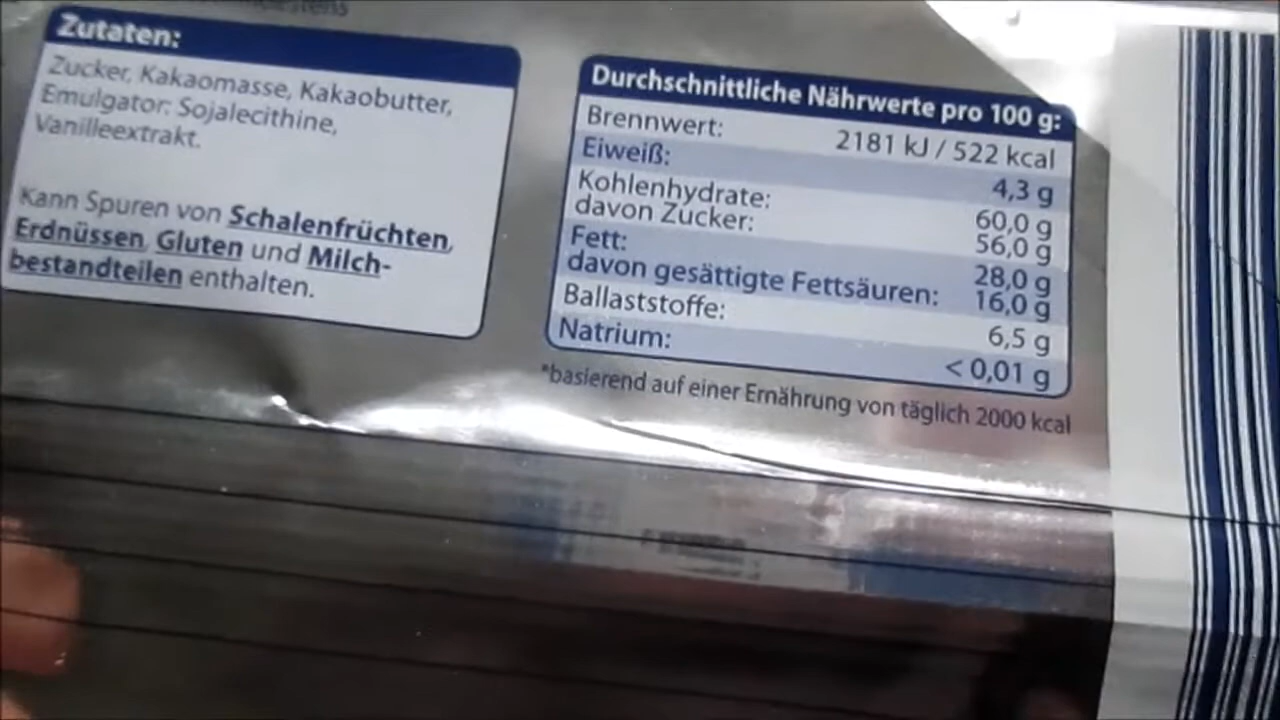 Zutaten:
Zucker, Kakaomasse, Kakaobutter,
Emulgator: Sojalecithine,
Vanilleextrakt.
Kann Spuren von Schalenfrüchten,
Erdnüssen, Gluten und Milch-
bestandteilen enthalten.
Durchschnittliche Nährwerte pro 100 g:
Brennwert: 2181 kJ / 522 kcal
Eiweiß: 4,3 g
Kohlenhydrate: 60,0 g
davon Zucker: 56,0 g
Fett: 28,0 g
davon gesättigte Fettsäuren: 16,0 g
Ballaststoffe: 6,5 g
Natrium: < 0,01 g
*basierend auf einer Ernährung von täglich 2000 kcal